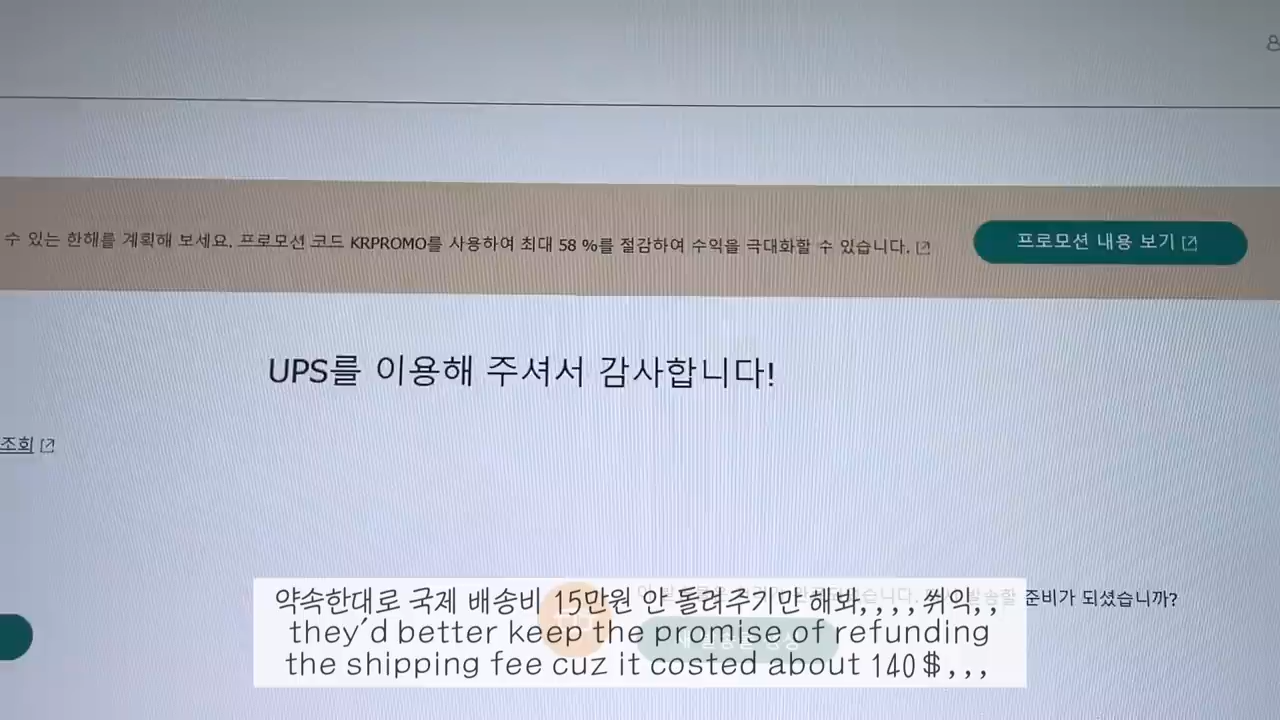 수 있는 한해를 계획해 보세요. 프로모션 코드 KRPROMO를 사용하여 최대 58 %를 절감하여 수익을 극대화할 수 있습니다.
프로모션 내용 보기
UPS를 이용해 주셔서 감사합니다!
조회
준비가 되셨습니까?
약속한대로 국제 배송비 15만원 안 돌려주기만 해봐,,,, 쒸익,,
they'd better keep the promise of refunding
the shipping fee cuz it costed about 140$,,,